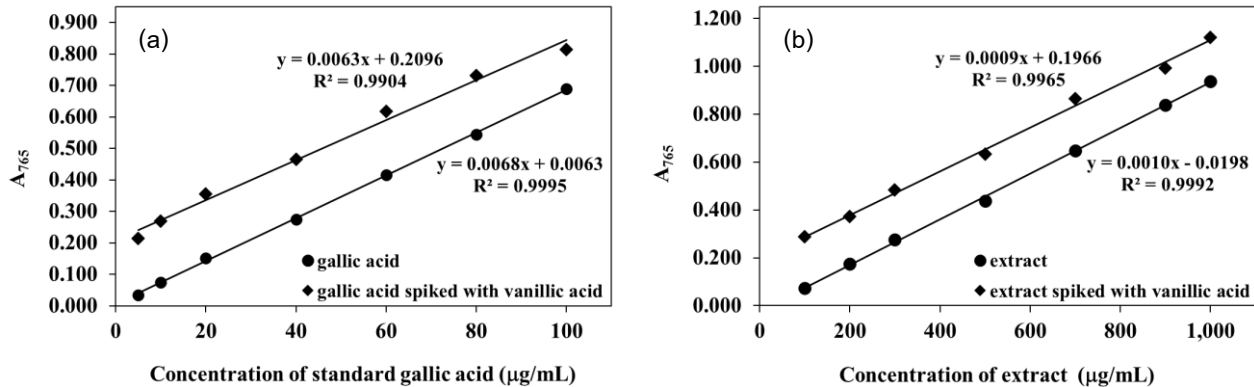 (a)
A765
0.900
0.800
0.700
0.600
0.500
0.400
0.300
0.200
0.100
0.000
y = 0.0063x + 0.2096
R² = 0.9904
y = 0.0068x + 0.0063
R² = 0.9995
gallic acid
gallic acid spiked with vanillic acid
0 20 40 60 80 100
Concentration of standard gallic acid (µg/mL)
(b)
A765
1.200
1.000
0.800
0.600
0.400
0.200
0.000
y = 0.0009x + 0.1966
R² = 0.9965
y = 0.0010x - 0.0198
R² = 0.9992
extract
extract spiked with vanillic acid
0 200 400 600 800 1,000
Concentration of extract (µg/mL)